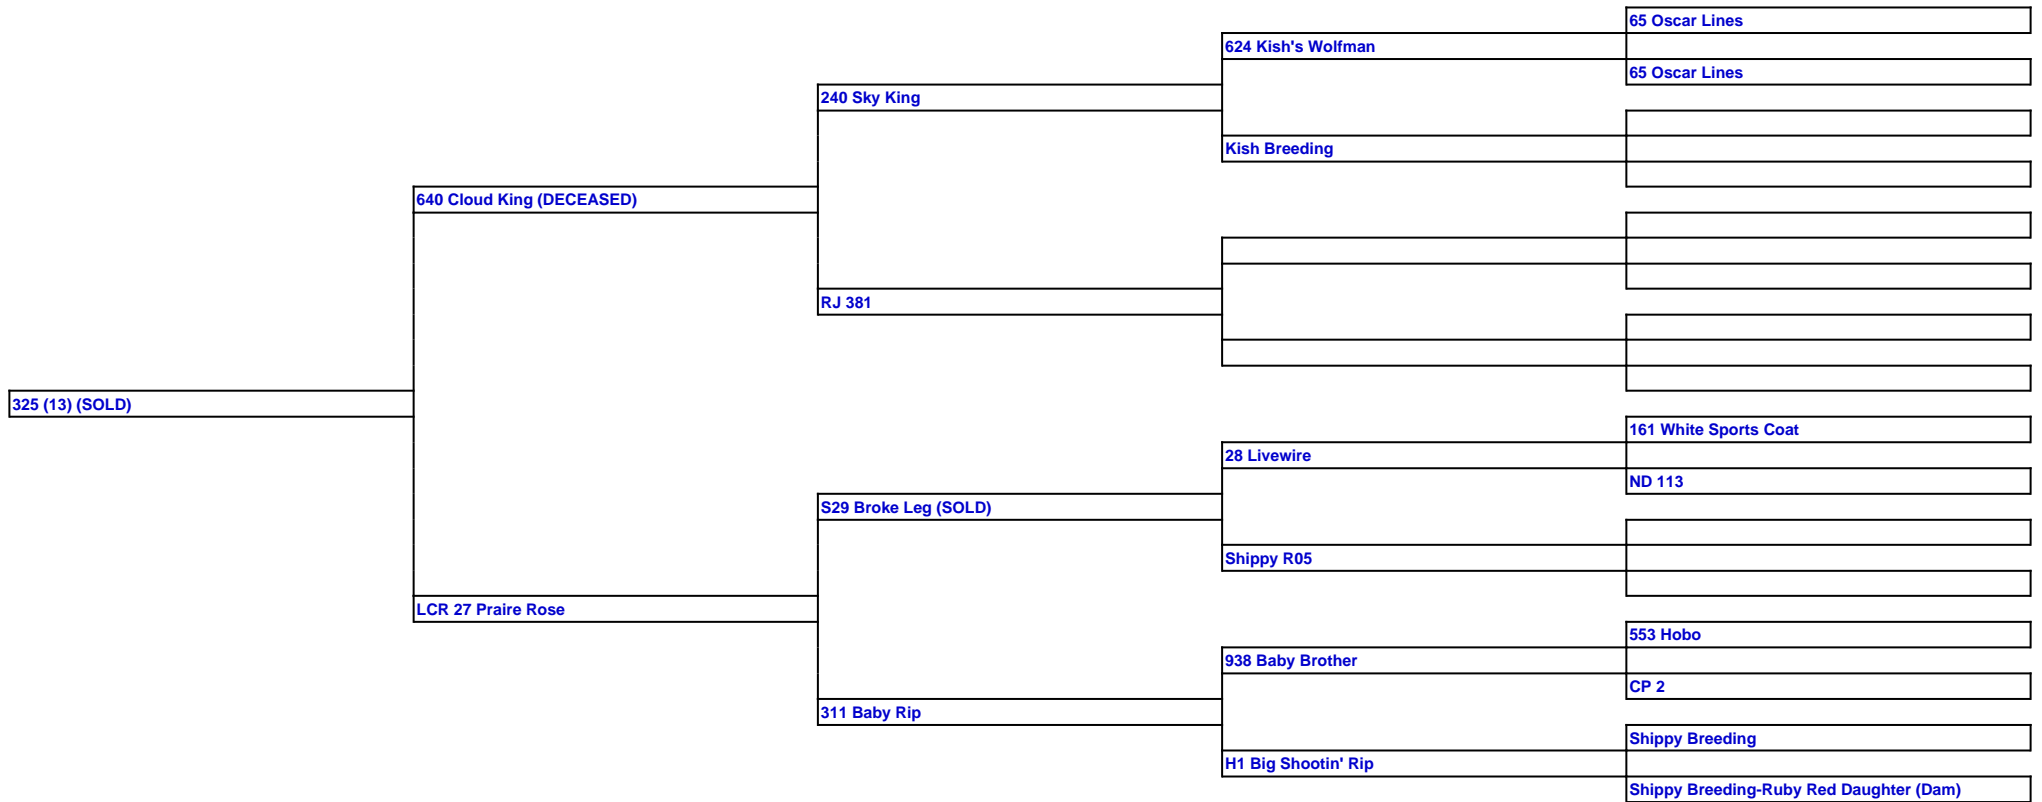 65 Oscar Lines
624 Kish's Wolfman
65 Oscar Lines
240 Sky King
Kish Breeding
640 Cloud King (DECEASED)
RJ 381
325 (13) (SOLD)
161 White Sports Coat
28 Livewire
ND 113
S29 Broke Leg (SOLD)
Shippy R05
LCR 27 Praire Rose
553 Hobo
938 Baby Brother
CP 2
311 Baby Rip
Shippy Breeding
H1 Big Shootin' Rip
Shippy Breeding-Ruby Red Daughter (Dam)